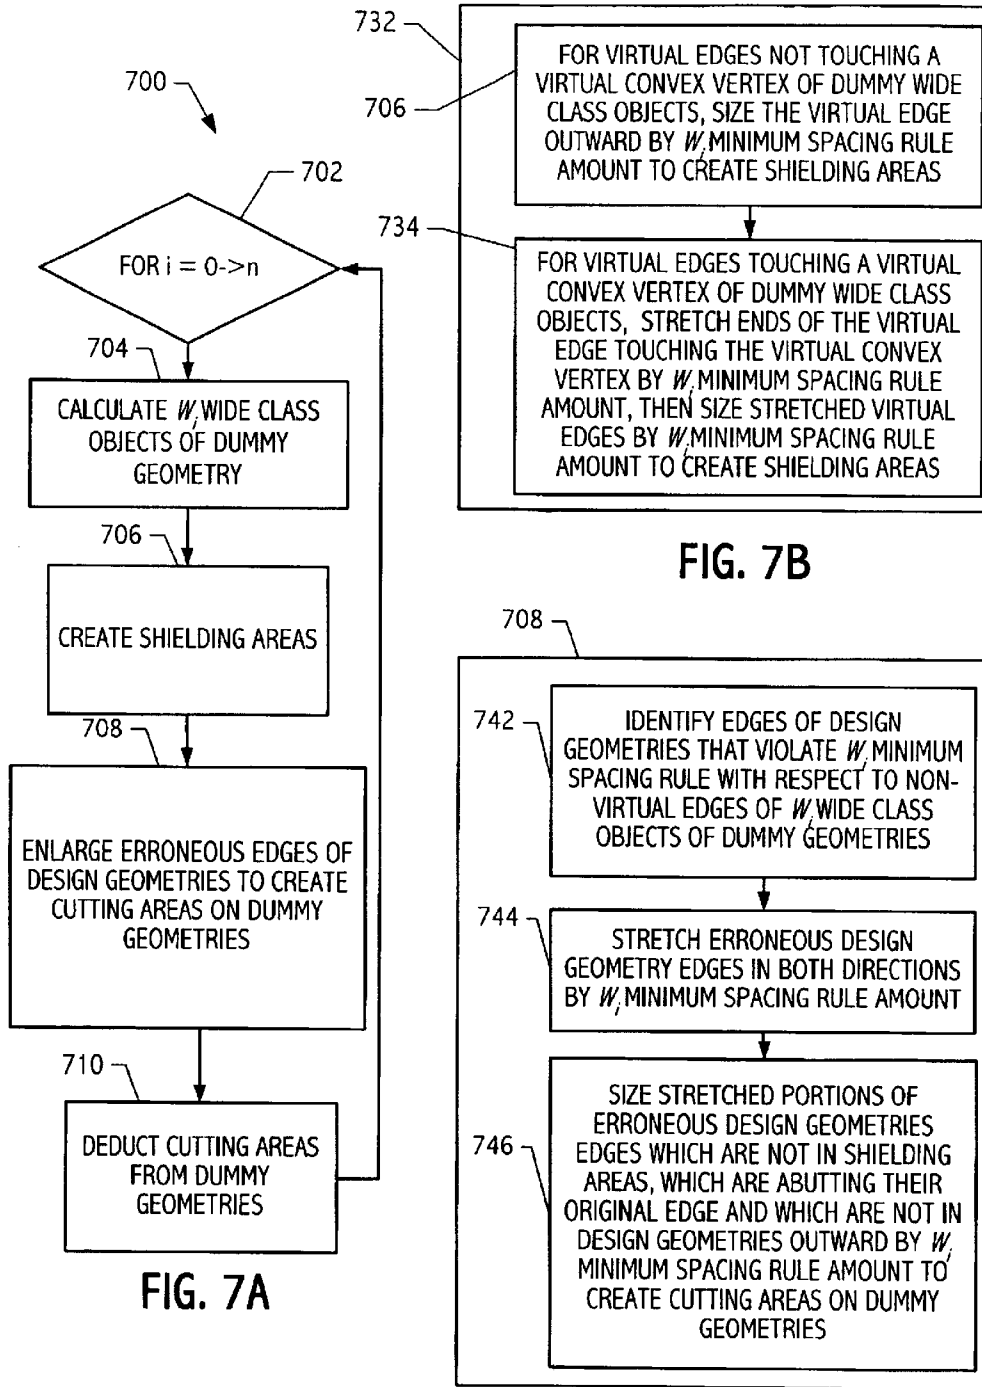 700
702
FOR i = 0->n
704
CALCULATE Wi WIDE CLASS
OBJECTS OF DUMMY
GEOMETRY
706
CREATE SHIELDING AREAS
708
ENLARGE ERRONEOUS EDGES OF
DESIGN GEOMETRIES TO CREATE
CUTTING AREAS ON DUMMY
GEOMETRIES
710
DEDUCT CUTTING AREAS
FROM DUMMY
GEOMETRIES
FIG. 7A
732
706
FOR VIRTUAL EDGES NOT TOUCHING A
VIRTUAL CONVEX VERTEX OF DUMMY WIDE
CLASS OBJECTS, SIZE THE VIRTUAL EDGE
OUTWARD BY Wi MINIMUM SPACING RULE
AMOUNT TO CREATE SHIELDING AREAS
734
FOR VIRTUAL EDGES TOUCHING A VIRTUAL
CONVEX VERTEX OF DUMMY WIDE CLASS
OBJECTS, STRETCH ENDS OF THE VIRTUAL
EDGE TOUCHING THE VIRTUAL CONVEX
VERTEX BY Wi MINIMUM SPACING RULE
AMOUNT, THEN SIZE STRETCHED VIRTUAL
EDGES BY Wi MINIMUM SPACING RULE
AMOUNT TO CREATE SHIELDING AREAS
FIG. 7B
708
742
IDENTIFY EDGES OF DESIGN
GEOMETRIES THAT VIOLATE Wi MINIMUM
SPACING RULE WITH RESPECT TO NON-
VIRTUAL EDGES OF Wi WIDE CLASS
OBJECTS OF DUMMY GEOMETRIES
744
STRETCH ERRONEOUS DESIGN
GEOMETRY EDGES IN BOTH DIRECTIONS
BY Wi MINIMUM SPACING RULE AMOUNT
746
SIZE STRETCHED PORTIONS OF
ERRONEOUS DESIGN GEOMETRIES
EDGES WHICH ARE NOT IN SHIELDING
AREAS, WHICH ARE ABUTTING THEIR
ORIGINAL EDGE AND WHICH ARE NOT IN
DESIGN GEOMETRIES OUTWARD BY Wi
MINIMUM SPACING RULE AMOUNT TO
CREATE CUTTING AREAS ON DUMMY
GEOMETRIES